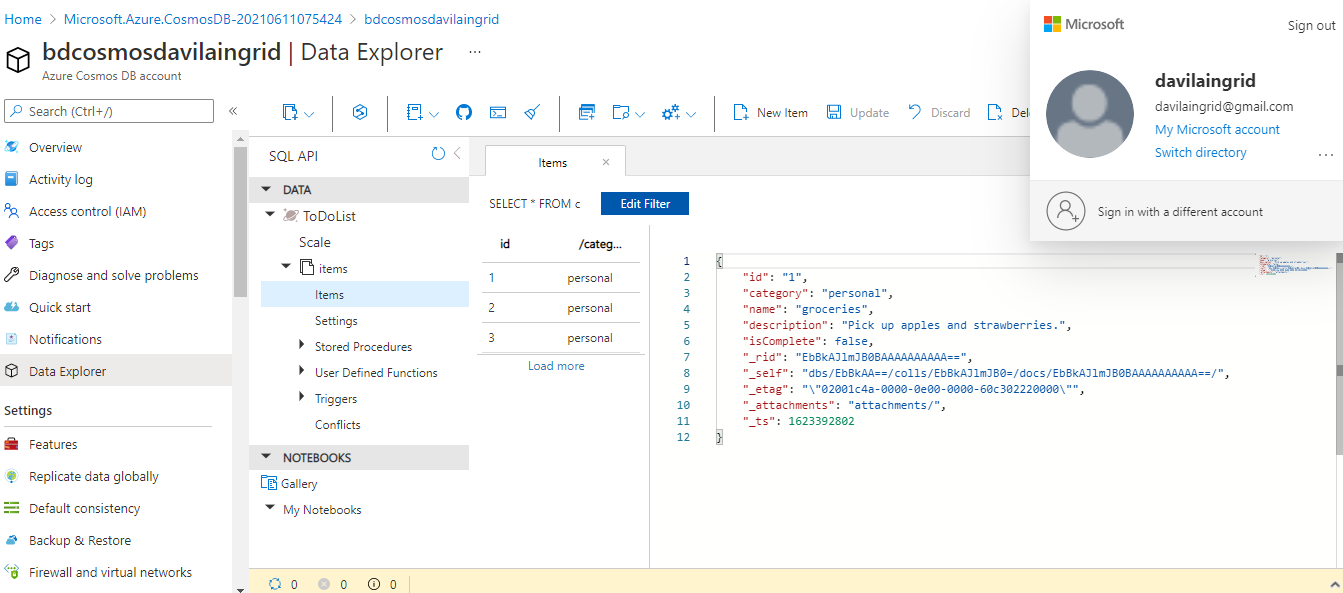 Home > Microsoft.Azure.CosmosDB-20210611075424 > bdcosmosdavilaingrid
bdcosmosdavilaingrid | Data Explorer ...
Azure Cosmos DB account
Search (Ctrl+/)
«
Overview
Activity log
Access control (IAM)
Tags
Diagnose and solve problems
Quick start
Notifications
Data Explorer
Settings
Features
Replicate data globally
Default consistency
Backup & Restore
Firewall and virtual networks
New Item
Update
Discard
SQL API
DATA
ToDoList
Scale
items
Items
Settings
Stored Procedures
User Defined Functions
Triggers
Conflicts
NOTEBOOKS
Gallery
My Notebooks
Items ×
SELECT * FROM c
Edit Filter
id /categ...
1 personal
2 personal
3 personal
Load more
1 {
2 "id": "1",
3 "category": "personal",
4 "name": "groceries",
5 "description": "Pick up apples and strawberries.",
6 "isComplete": false,
7 "_rid": "EbBkAJlmJB0BAAAAAAAAAA==",
8 "_self": "dbs/EbBkAA==/colls/EbBkAJlmJB0=/docs/EbBkAJlmJB0BAAAAAAAAAA==/",
9 "_etag": "\"02001c4a-0000-0e00-0000-60c302220000\"",
10 "_attachments": "attachments/",
11 "_ts": 1623392802
12 }
0 0 0
Microsoft
Sign out
davilaingrid
davilaingrid@gmail.com
My Microsoft account
Switch directory
...
Sign in with a different account